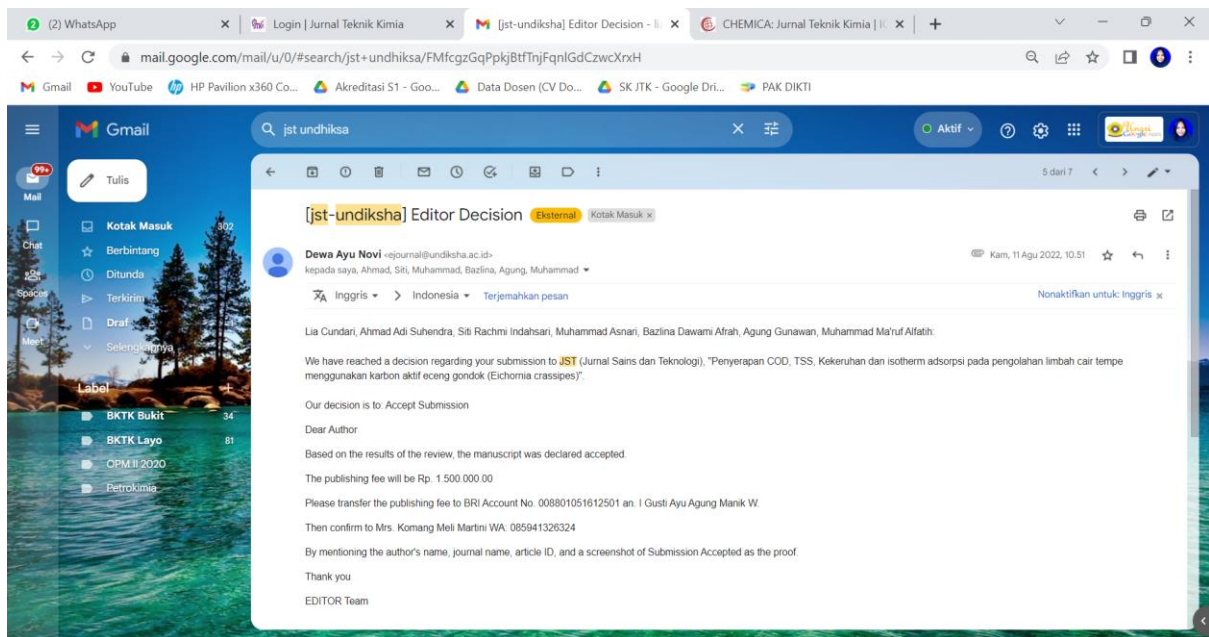 (2) WhatsApp
Login | Jurnal Teknik Kimia
[jst-undiksha] Editor Decision - li
CHEMICA: Jurnal Teknik Kimia |
mail.google.com/mail/u/0/#search/jst+undhiksa/FMfcgzGqPpkjBtfTnjFqnlGdCzwcXrxH
Gmail
YouTube
HP Pavilion x360 Co...
Akreditasi S1 - Goo...
Data Dosen (CV Do...
SK JTK - Google Dri...
PAK DIKTI
Gmail
jst undhiksa
Aktif
99+
Mail
Chat
Spaces
Meet
Tulis
Kotak Masuk 302
Berbintang
Ditunda
Terkirim
Draf
Selengkapnya
Label
BKTK Bukit 34
BKTK Layo 81
OPM II 2020
Petrokimia
5 dari 7
[jst-undiksha] Editor Decision Eksternal Kotak Masuk x
Dewa Ayu Novi <ejournal@undiksha.ac.id>
Kam, 11 Agu 2022, 10.51
kepada saya, Ahmad, Siti, Muhammad, Bazlina, Agung, Muhammad
Inggris > Indonesia Terjemahkan pesan
Nonaktifkan untuk: Inggris x
Lia Cundari, Ahmad Adi Suhendra, Siti Rachmi Indahsari, Muhammad Asnari, Bazlina Dawami Afrah, Agung Gunawan, Muhammad Ma'ruf Alfatih:
We have reached a decision regarding your submission to JST (Jurnal Sains dan Teknologi), "Penyerapan COD, TSS, Kekeruhan dan isotherm adsorpsi pada pengolahan limbah cair tempe
menggunakan karbon aktif eceng gondok (Eichornia crassipes)".
Our decision is to: Accept Submission
Dear Author
Based on the results of the review, the manuscript was declared accepted.
The publishing fee will be Rp. 1.500.000.00
Please transfer the publishing fee to BRI Account No. 008801051612501 an. I Gusti Ayu Agung Manik W.
Then confirm to Mrs. Komang Meli Martini WA: 085941326324
By mentioning the author's name, journal name, article ID, and a screenshot of Submission Accepted as the proof.
Thank you
EDITOR Team